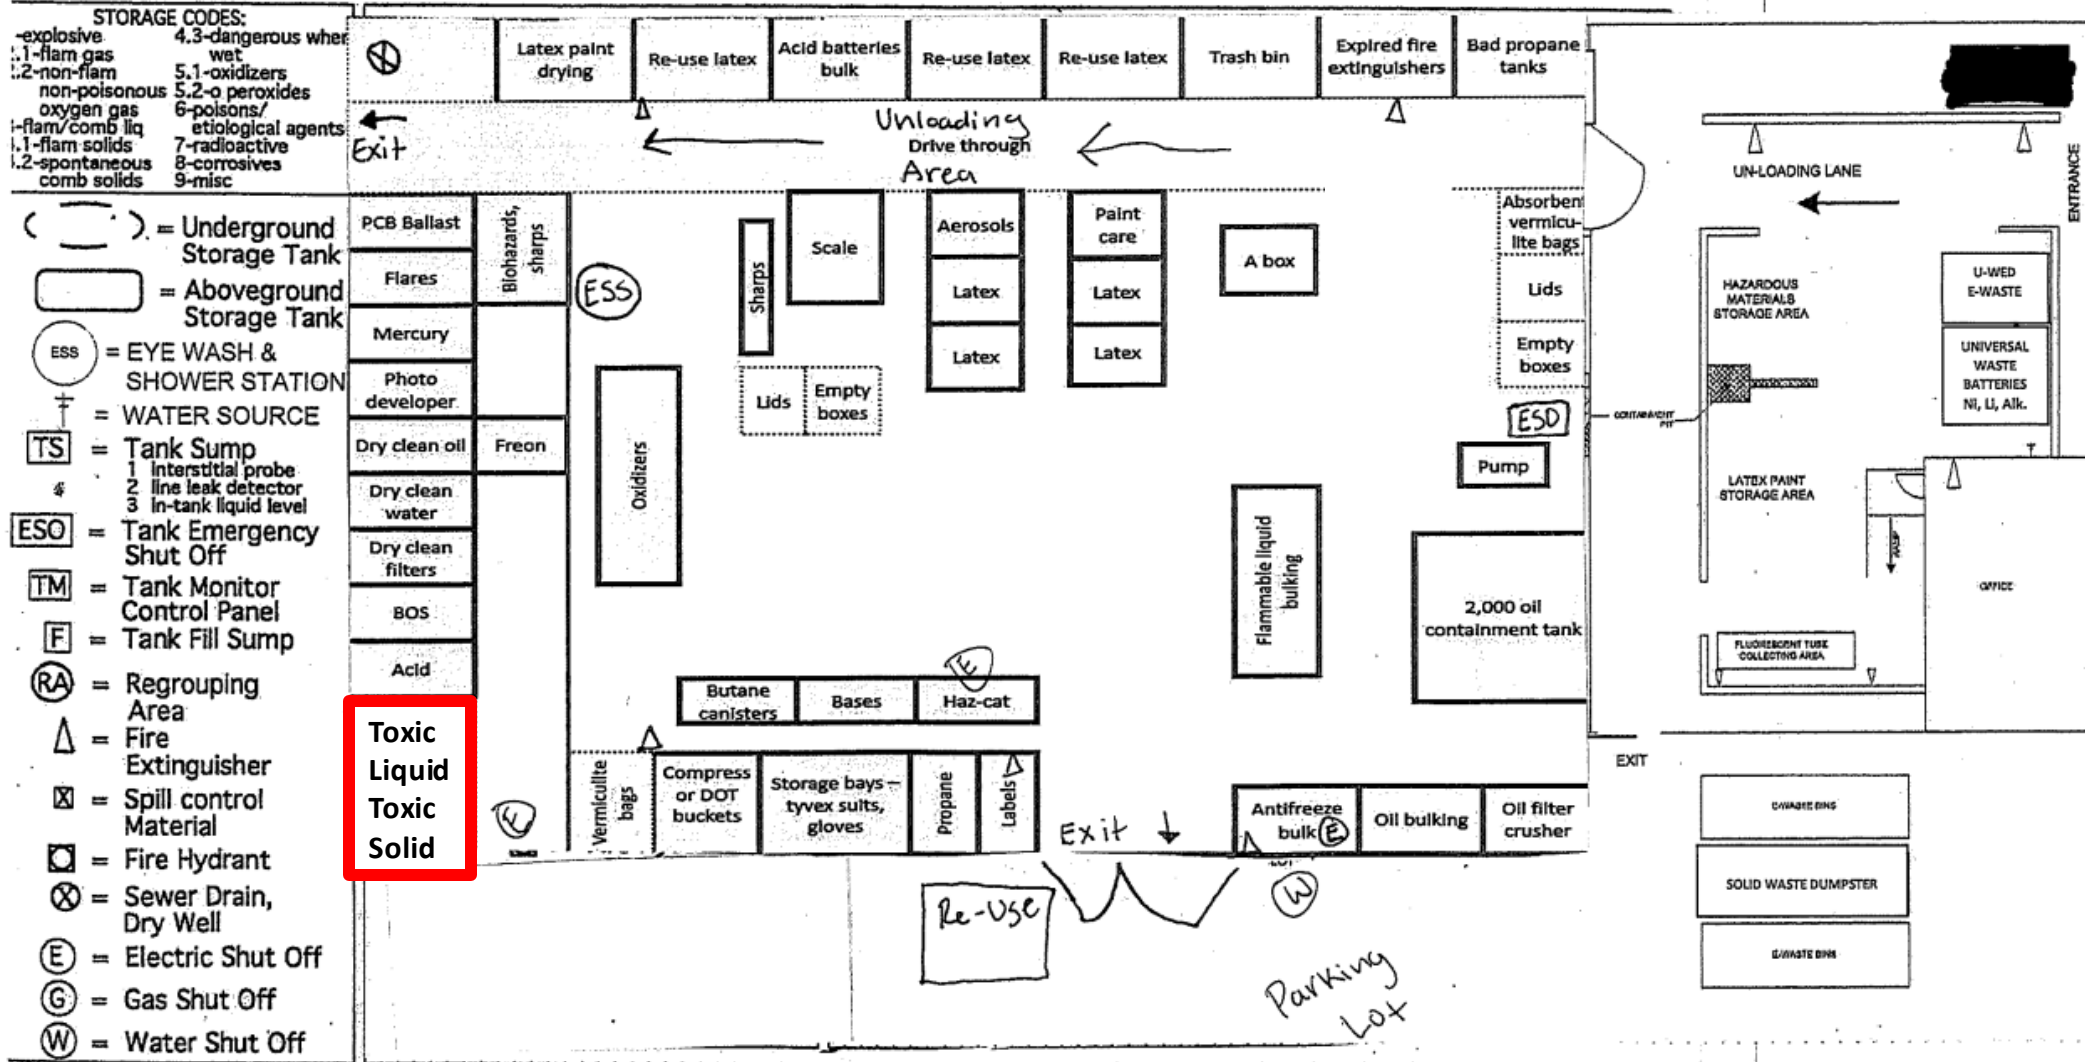 STORAGE CODES:
-explosive
.1-flam gas
.2-non-flam
non-poisonous
oxygen gas
-flam/comb liq
.1-flam solids
.2-spontaneous
comb solids
4.3-dangerous when
wet
5.1-oxidizers
5.2-o peroxides
6-poisons/
etiological agents
7-radioactive
8-corrosives
9-misc
= Underground
Storage Tank
= Aboveground
Storage Tank
ESS = EYE WASH &
SHOWER STATION
= WATER SOURCE
TS = Tank Sump
1 interstitial probe
2 line leak detector
3 in-tank liquid level
ESO = Tank Emergency
Shut Off
TM = Tank Monitor
Control Panel
F = Tank Fill Sump
RA = Regrouping
Area
= Fire
Extinguisher
= Spill control
Material
= Fire Hydrant
= Sewer Drain,
Dry Well
E = Electric Shut Off
G = Gas Shut Off
W = Water Shut Off
Latex paint
drying
Re-use latex
Acid batteries
bulk
Re-use latex
Re-use latex
Trash bin
Expired fire
extinguishers
Bad propane
tanks
Exit
Unloading
Drive through
Area
PCB Ballast
Flares
Mercury
Photo
developer
Dry clean oil
Dry clean
water
Dry clean
filters
BOS
Acid
Toxic
Liquid
Toxic
Solid
Biohazards,
sharps
Freon
ESS
Oxidizers
Sharps
Scale
Lids
Empty
boxes
Aerosols
Latex
Latex
Paint
care
Latex
Latex
A box
Absorben
vermicu-
lite bags
Lids
Empty
boxes
ESO
Pump
Flammable liquid
bulking
2,000 oil
containment tank
Butane
canisters
Bases
Haz-cat
E
E
Vermiculite
bags
Compress
or DOT
buckets
Storage bays –
tyvex suits,
gloves
Propane
Labels
Exit
Antifreeze
bulk E
Oil bulking
Oil filter
crusher
W
Re-Use
Parking
Lot
UN-LOADING LANE
ENTRANCE
HAZARDOUS
MATERIALS
STORAGE AREA
U-WED
E-WASTE
UNIVERSAL
WASTE
BATTERIES
Ni, Li, Alk.
CONTAINMENT
PIT
LATEX PAINT
STORAGE AREA
RAMP
OFFICE
FLUORESCENT TUBE
COLLECTING AREA
EXIT
E-WASTE BINS
SOLID WASTE DUMPSTER
E-WASTE BINS